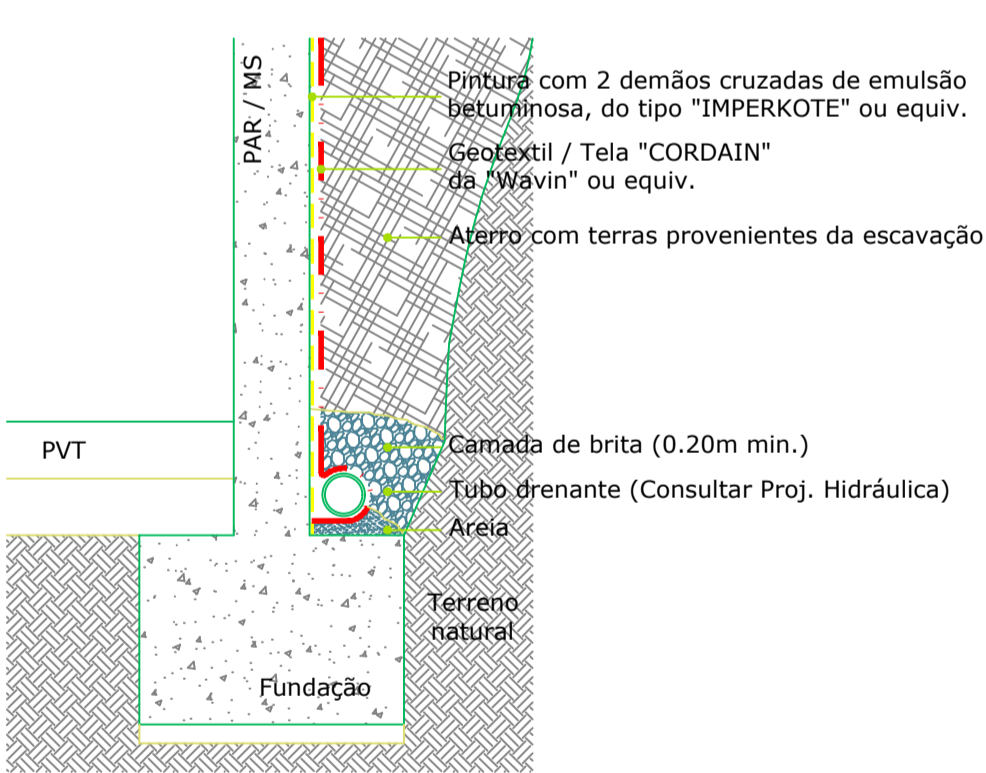 PAR / MS
Pintura com 2 demãos cruzadas de emulsão
betuminosa, do tipo "IMPERKOTE" ou equiv.
Geotextil / Tela "CORDAIN"
da "Wavin" ou equiv.
Aterro com terras provenientes da escavação
PVT
Camada de brita (0.20m min.)
Tubo drenante (Consultar Proj. Hidráulica)
Areia
Terreno
natural
Fundação